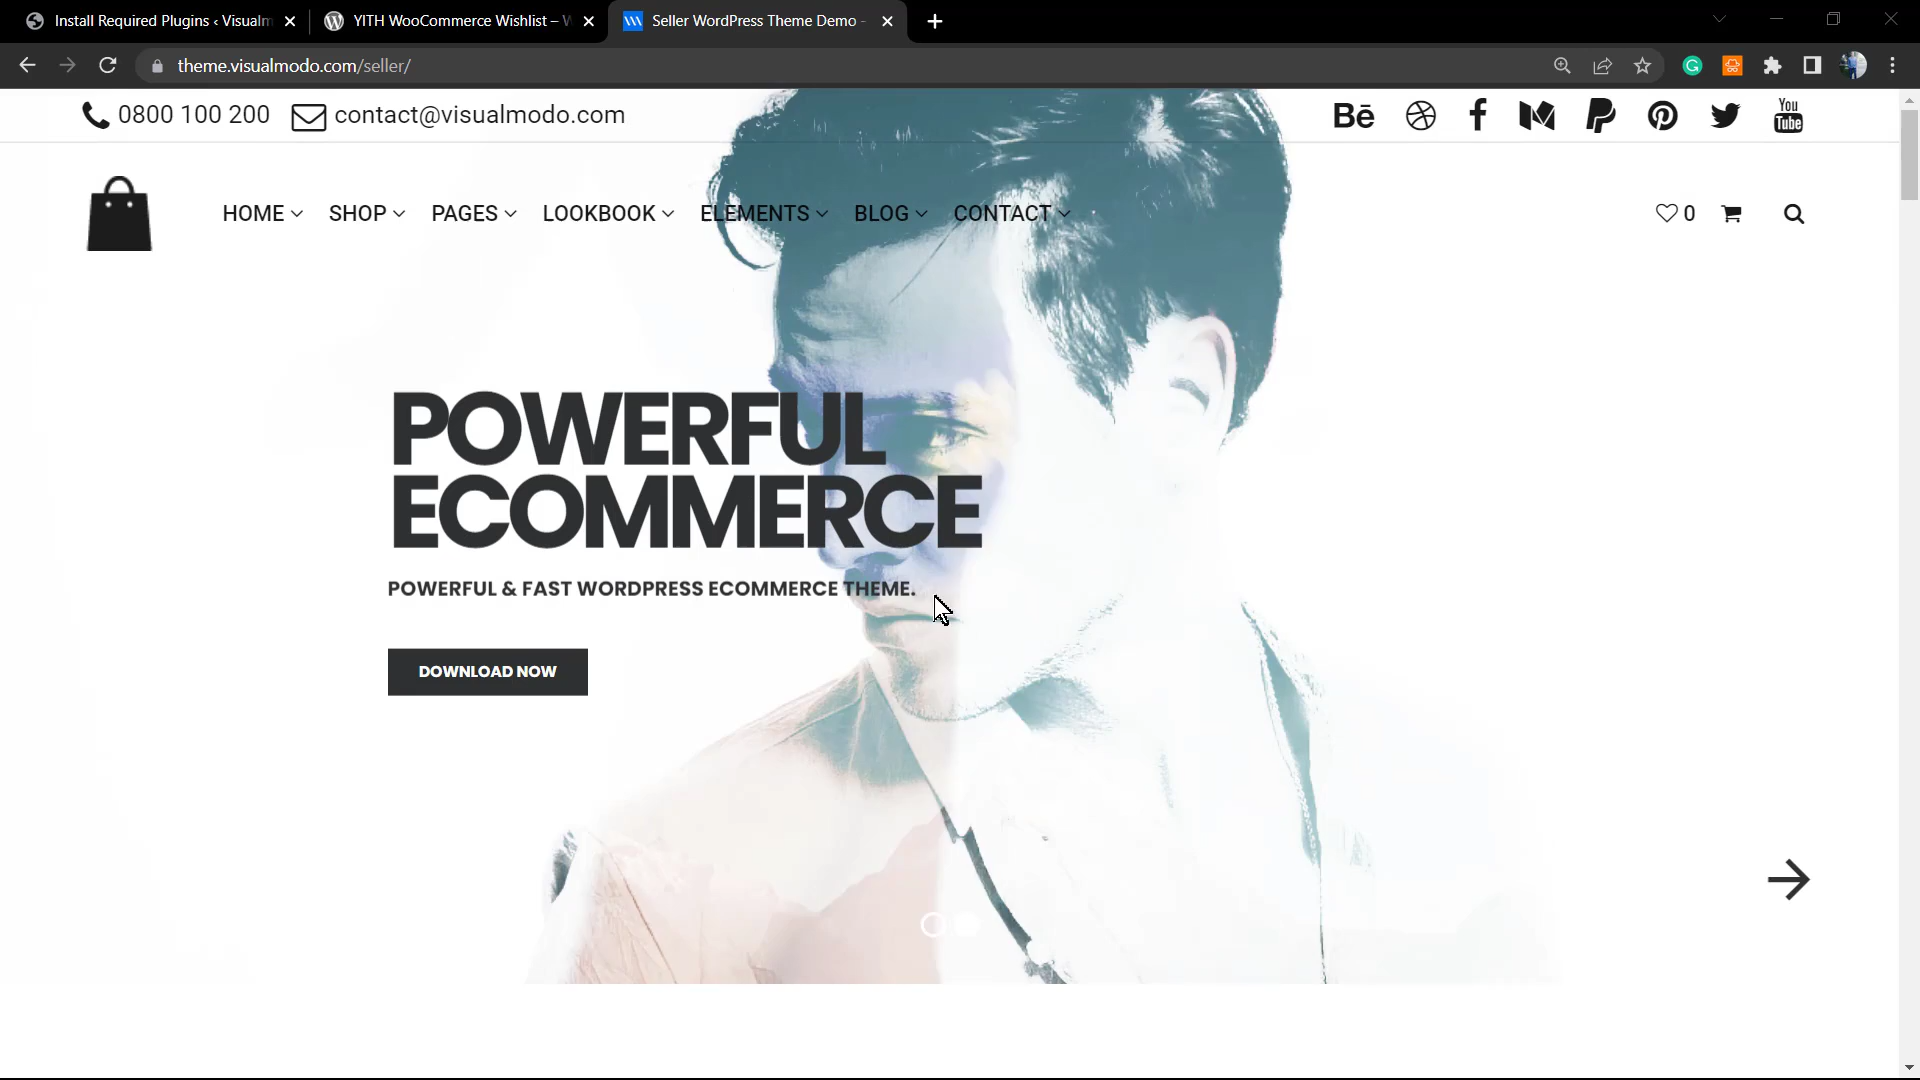 Install Required Plugins ‹ Visualm
YITH WooCommerce Wishlist – W
Seller WordPress Theme Demo -
theme.visualmodo.com/seller/
0800 100 200
contact@visualmodo.com
Bē
You
Tube
HOME
SHOP
PAGES
LOOKBOOK
ELEMENTS
BLOG
CONTACT
0
POWERFUL
ECOMMERCE
POWERFUL & FAST WORDPRESS ECOMMERCE THEME.
DOWNLOAD NOW